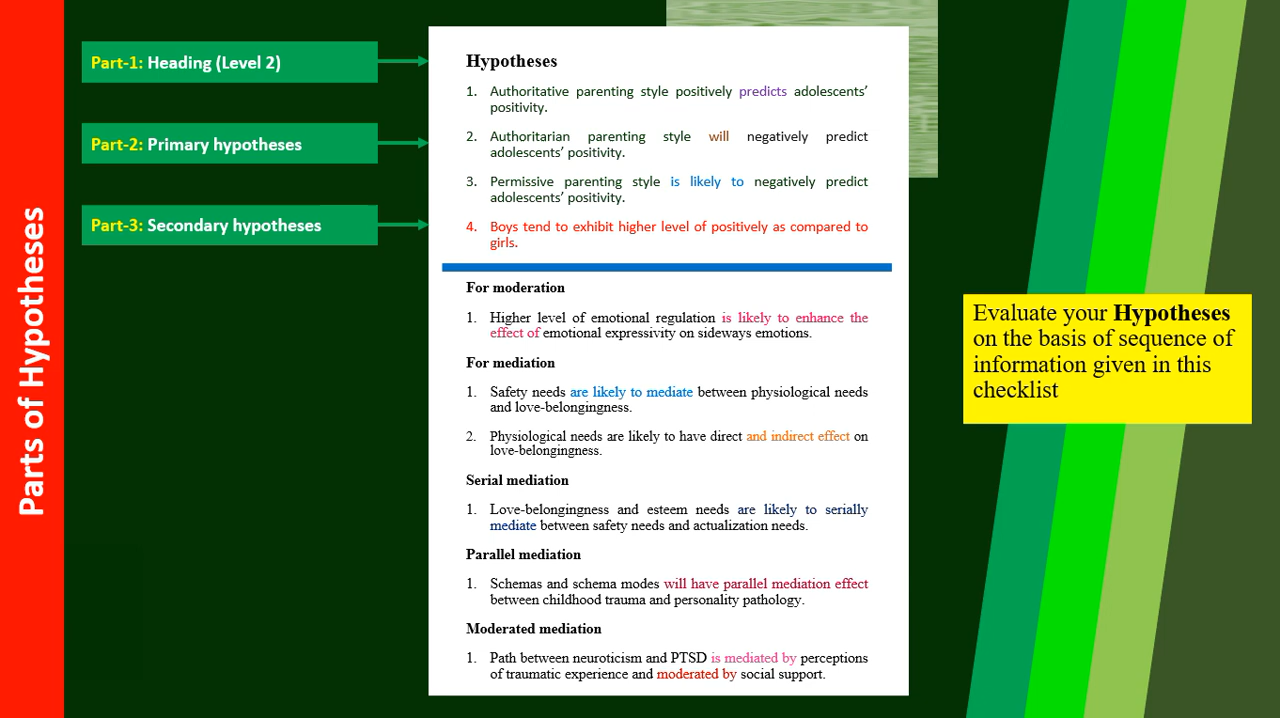 Parts of Hypotheses
Part-1: Heading (Level 2)
Part-2: Primary hypotheses
Part-3: Secondary hypotheses
Hypotheses
1. Authoritative parenting style positively predicts adolescents’
positivity.
2. Authoritarian parenting style will negatively predict
adolescents’ positivity.
3. Permissive parenting style is likely to negatively predict
adolescents’ positivity.
4. Boys tend to exhibit higher level of positively as compared to
girls.
For moderation
1. Higher level of emotional regulation is likely to enhance the
effect of emotional expressivity on sideways emotions.
For mediation
1. Safety needs are likely to mediate between physiological needs
and love-belongingness.
2. Physiological needs are likely to have direct and indirect effect on
love-belongingness.
Serial mediation
1. Love-belongingness and esteem needs are likely to serially
mediate between safety needs and actualization needs.
Parallel mediation
1. Schemas and schema modes will have parallel mediation effect
between childhood trauma and personality pathology.
Moderated mediation
1. Path between neuroticism and PTSD is mediated by perceptions
of traumatic experience and moderated by social support.
Evaluate your Hypotheses
on the basis of sequence of
information given in this
checklist